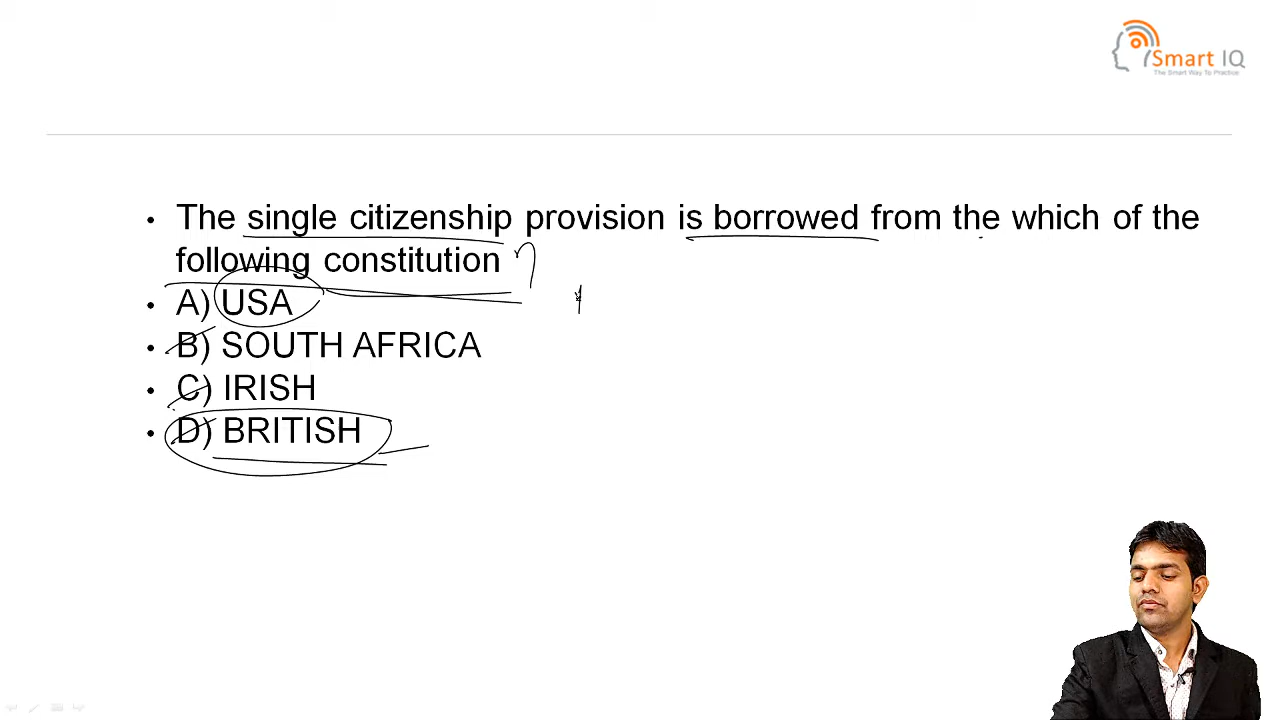 Smart IQ
The Smart Way To Practice
• The single citizenship provision is borrowed from the which of the
following constitution ?
• A) USA
• B) SOUTH AFRICA
• C) IRISH
• D) BRITISH